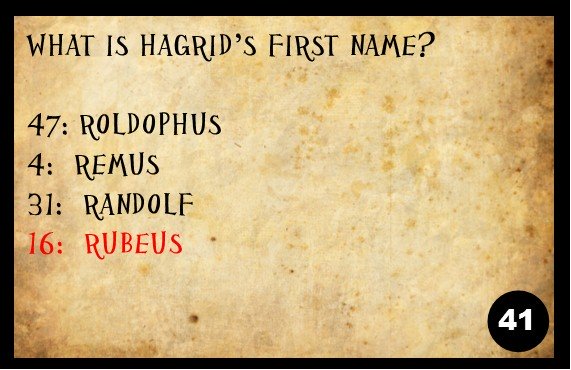 WHAT IS HAGRID'S FIRST NAME?
47: ROLDOPHUS
4: REMUS
31: RANDOLF
16: RUBEUS
41